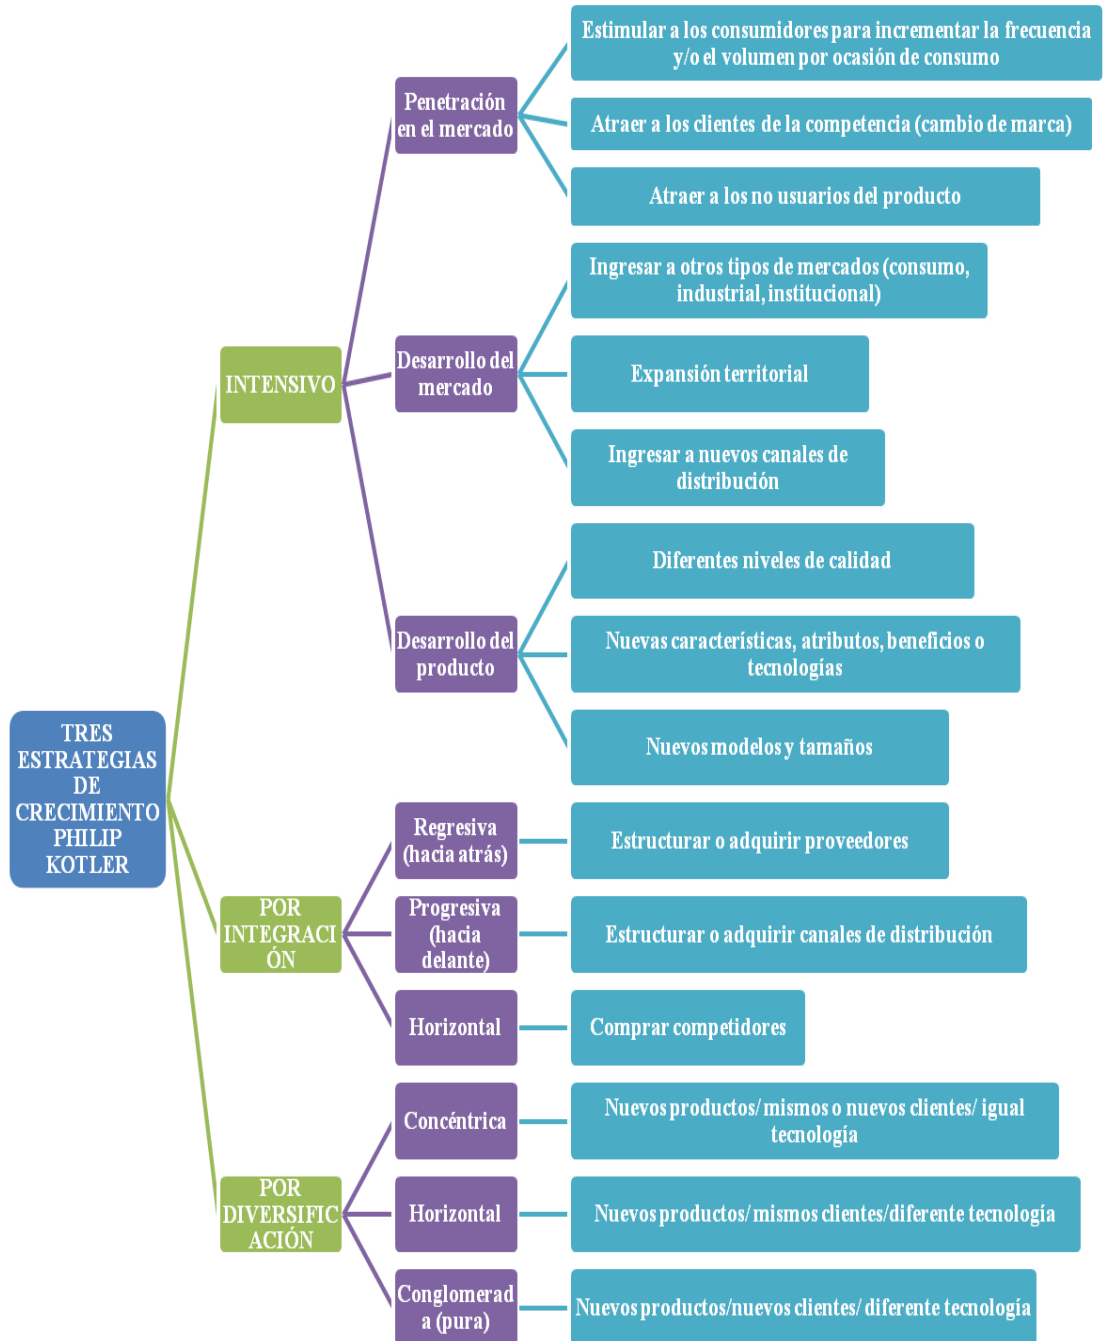 TRES
ESTRATEGIAS
DE
CRECIMIENTO
PHILIP
KOTLER
INTENSIVO
Penetración
en el mercado
Estimular a los consumidores para incrementar la frecuencia
y/o el volumen por ocasión de consumo
Atraer a los clientes de la competencia (cambio de marca)
Atraer a los no usuarios del producto
Desarrollo del
mercado
Ingresar a otros tipos de mercados (consumo,
industrial, institucional)
Expansión territorial
Ingresar a nuevos canales de
distribución
Desarrollo del
producto
Diferentes niveles de calidad
Nuevas características, atributos, beneficios o
tecnologías
Nuevos modelos y tamaños
POR
INTEGRACI
ÓN
Regresiva
(hacia atrás)
Estructurar o adquirir proveedores
Progresiva
(hacia
delante)
Estructurar o adquirir canales de distribución
Horizontal
Comprar competidores
POR
DIVERSIFIC
ACIÓN
Concéntrica
Nuevos productos/ mismos o nuevos clientes/ igual
tecnología
Horizontal
Nuevos productos/ mismos clientes/diferente tecnología
Conglomerad
a (pura)
Nuevos productos/nuevos clientes/ diferente tecnología